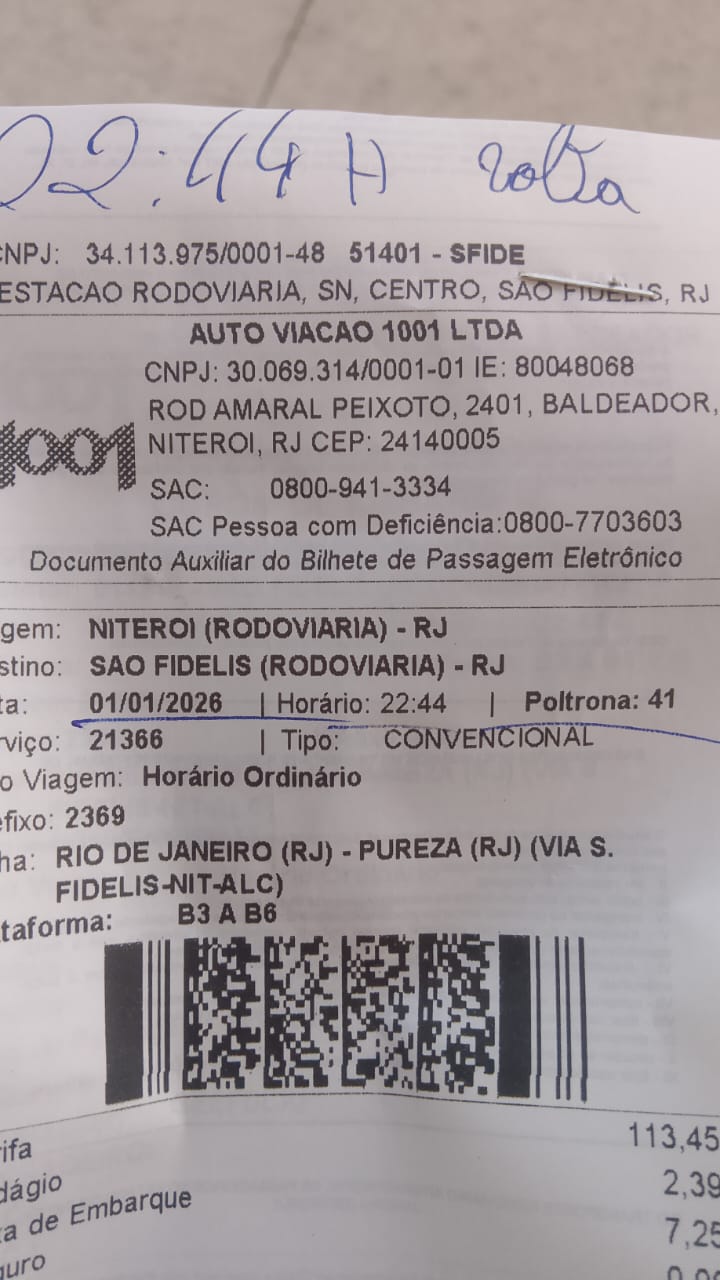 22:44 H volta
CNPJ: 34.113.975/0001-48 51401 - SFIDE
ESTACAO RODOVIARIA, SN, CENTRO, SAO FIDELIS, RJ
AUTO VIACAO 1001 LTDA
CNPJ: 30.069.314/0001-01 IE: 80048068
ROD AMARAL PEIXOTO, 2401, BALDEADOR,
1001
NITEROI, RJ CEP: 24140005
SAC: 0800-941-3334
SAC Pessoa com Deficiência:0800-7703603
Documento Auxiliar do Bilhete de Passagem Eletrônico
gem: NITEROI (RODOVIARIA) - RJ
stino: SAO FIDELIS (RODOVIARIA) - RJ
ta: 01/01/2026 | Horário: 22:44 | Poltrona: 41
rviço: 21366 | Tipo: CONVENCIONAL
o Viagem: Horário Ordinário
efixo: 2369
ha: RIO DE JANEIRO (RJ) - PUREZA (RJ) (VIA S.
FIDELIS-NIT-ALC)
taforma: B3 A B6
rifa 113,45
dágio 2,39
a de Embarque 7,25
guro